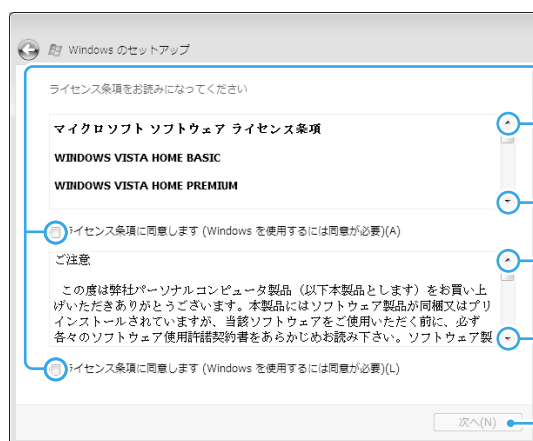 Windows のセットアップ
ライセンス条項をお読みになってください
マイクロソフト ソフトウェア ライセンス条項
WINDOWS VISTA HOME BASIC
WINDOWS VISTA HOME PREMIUM
ライセンス条項に同意します (Windows を使用するには同意が必要)(A)
ご注意
この度は弊社パーソナルコンピュータ製品（以下本製品とします）をお買い上
げいただきありがとうございます。本製品にはソフトウェア製品が同梱又はプリ
インストールされていますが、当該ソフトウェアをご使用いただく前に、必ず
各々のソフトウェア使用許諾契約書をあらかじめお読み下さい。ソフトウェア製
ライセンス条項に同意します (Windows を使用するには同意が必要)(L)
次へ(N)